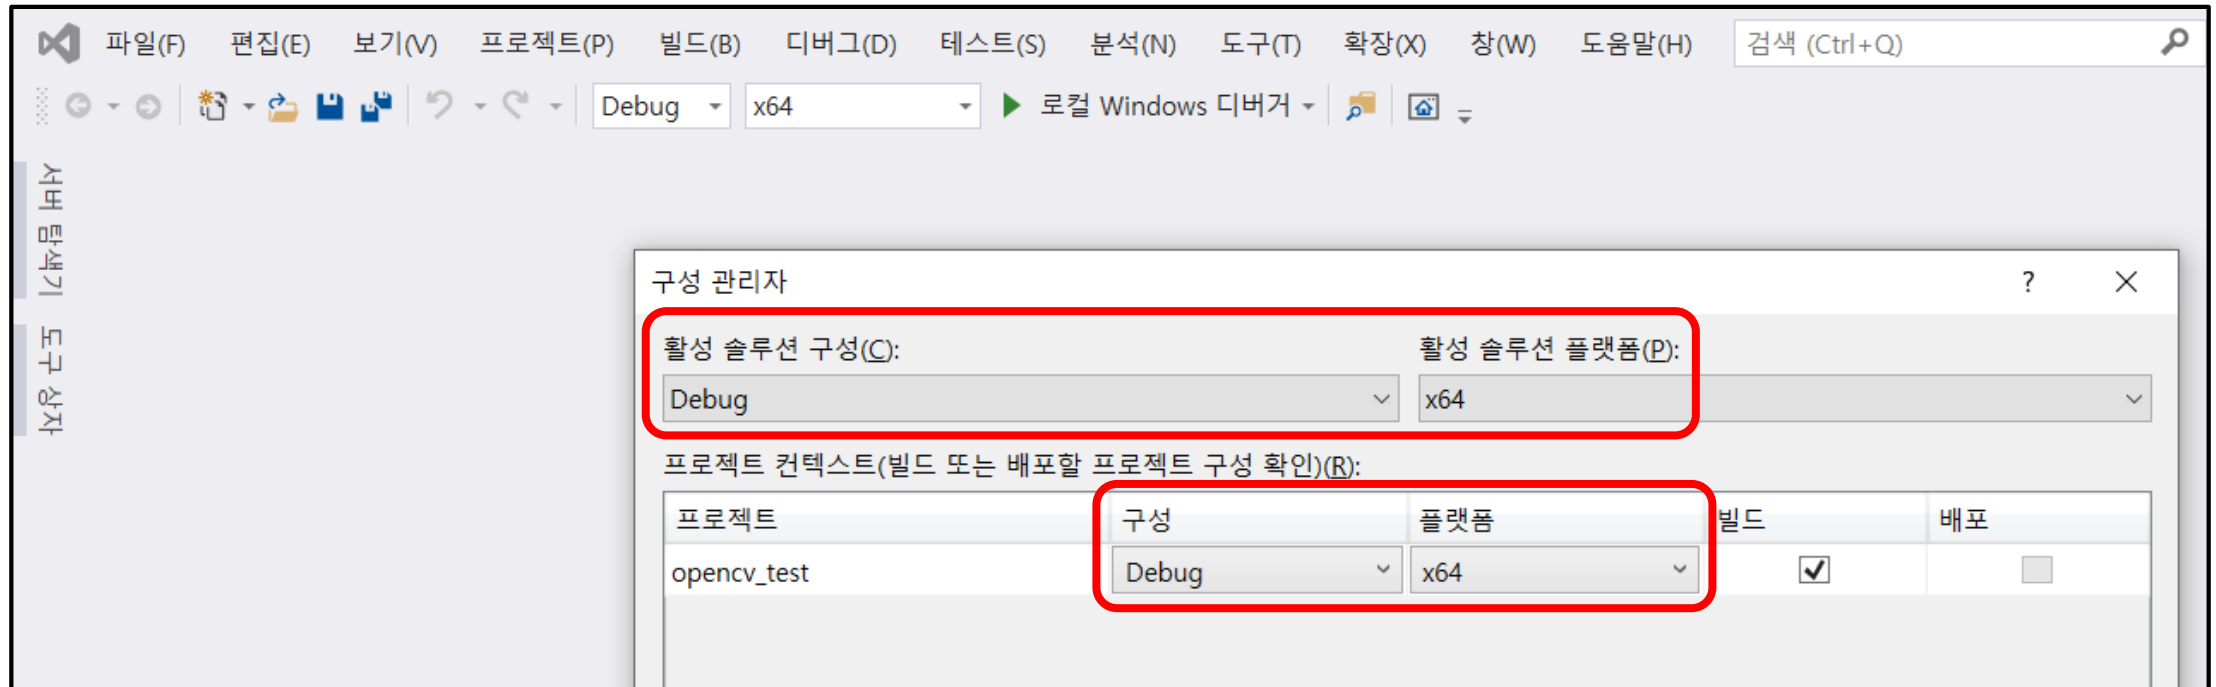 파일(F) 편집(E) 보기(V) 프로젝트(P) 빌드(B) 디버그(D) 테스트(S) 분석(N) 도구(T) 확장(X) 창(W) 도움말(H) 검색 (Ctrl+Q)
Debug x64 로컬 Windows 디버거
서버 탐색기
도구 상자
구성 관리자 ?
활성 솔루션 구성(C): 활성 솔루션 플랫폼(P):
Debug x64
프로젝트 컨텍스트(빌드 또는 배포할 프로젝트 구성 확인)(R):
프로젝트 구성 플랫폼 빌드 배포
opencv_test Debug x64